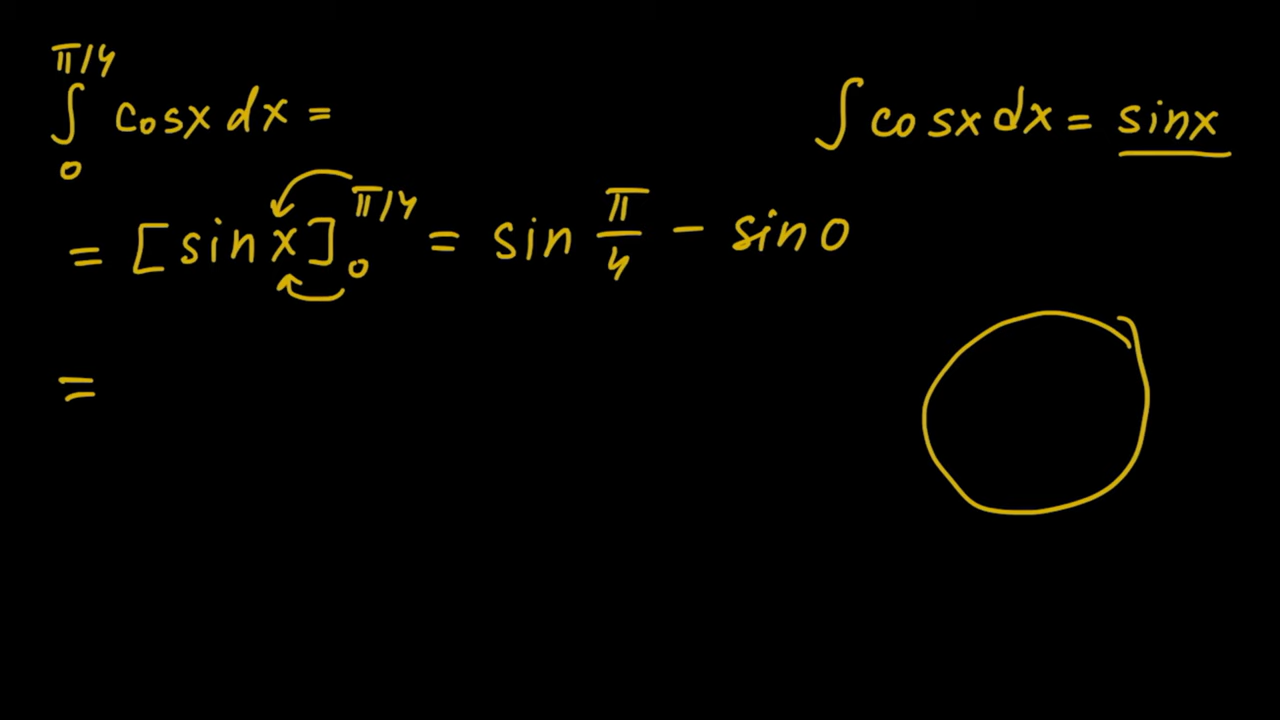 ∫₀^π/4 cosx dx =
∫ cosx dx = sinx
= [sin x]₀^π/4 = sin π/4 - sin 0
=